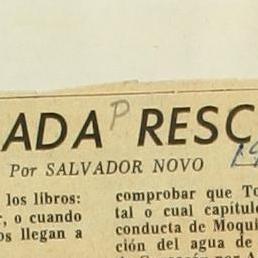 ADA P RESC
Por SALVADOR NOVO 19
los libros:
r, o cuando
os llegan a
comprobar que To
tal o cual capítulo
conducta de Moqui
ción del agua de